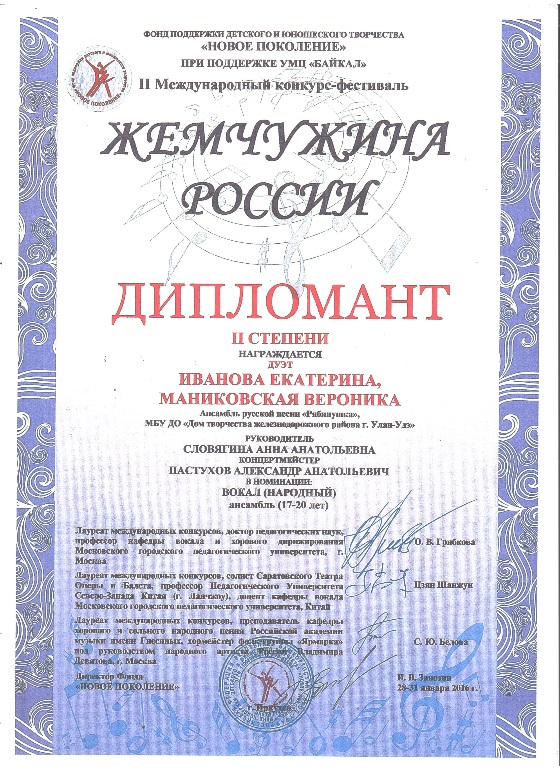 ФОНД ПОДДЕРЖКИ ДЕТСКОГО И ЮНОШЕСКОГО ТВОРЧЕСТВА
«НОВОЕ ПОКОЛЕНИЕ»
ПРИ ПОДДЕРЖКЕ УМЦ «БАЙКАЛ»
II Международный конкурс-фестиваль
ЖЕМЧУЖИНА
РОССИИ
ДИПЛОМАНТ
II СТЕПЕНИ
НАГРАЖДАЕТСЯ
ДУЭТ
ИВАНОВА ЕКАТЕРИНА,
МАНИКОВСКАЯ ВЕРОНИКА
Ансамбль русской песни «Рябинушка»,
МБУ ДО «Дом творчества железнодорожного района г. Улан-Удэ»
РУКОВОДИТЕЛЬ
СЛОВЯГИНА АННА АНАТОЛЬЕВНА
КОНЦЕРТМЕЙСТЕР
ПАСТУХОВ АЛЕКСАНДР АНАТОЛЬЕВИЧ
В НОМИНАЦИИ:
ВОКАЛ (НАРОДНЫЙ)
ансамбль (17-20 лет)
Лауреат международных конкурсов, доктор педагогических наук,
профессор кафедры вокала и хорового дирижирования
Московского городского педагогического университета, г.
Москва
О. В. Грибкова
Лауреат международных конкурсов, солист Саратовского Театра
Оперы и Балета, профессор Педагогического Университета
Северо-Запада Китая (г. Ланчжоу), доцент кафедры вокала
Московского городского педагогического университета, Китай
Цзян Шанжун
Лауреат международных конкурсов, преподаватель кафедры
хорового и сольного народного пения Российской академии
музыки имени Гнесиных, хормейстер «Ярмарка»
под руководством народного артиста России Владимира
Девятова, г. Москва
С. Ю. Белова
Директор Фонда
«НОВОЕ ПОКОЛЕНИЕ»
28-31 января 2016 г.